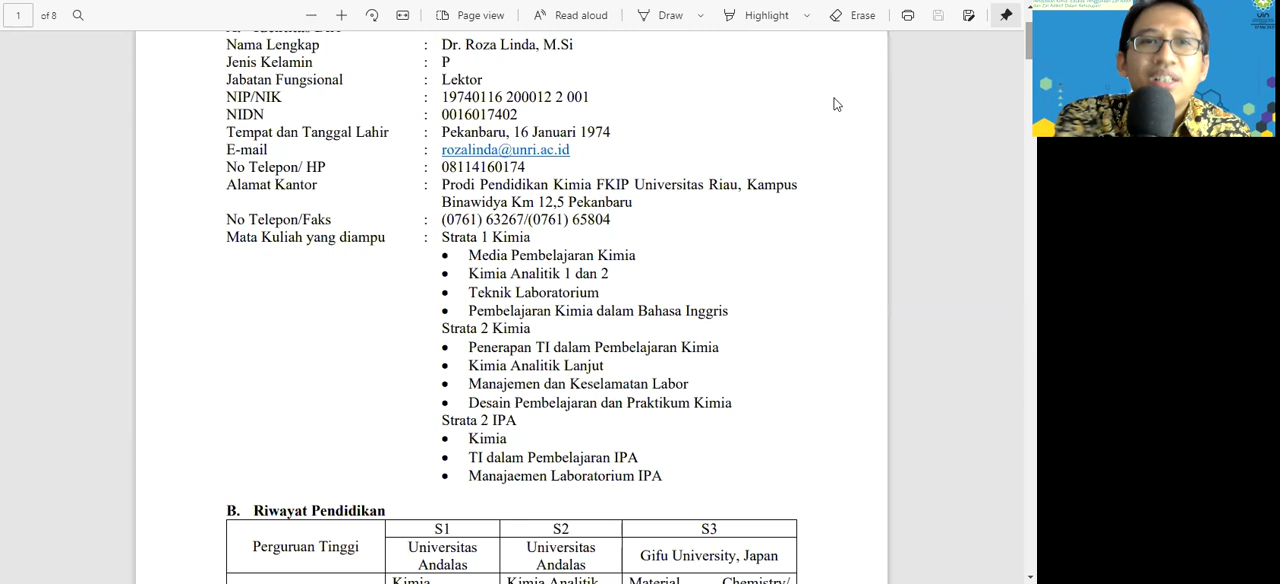 1 of 8 Page view Read aloud Draw Highlight Erase
Nama Lengkap : Dr. Roza Linda, M.Si
Jenis Kelamin : P
Jabatan Fungsional : Lektor
NIP/NIK : 19740116 200012 2 001
NIDN : 0016017402
Tempat dan Tanggal Lahir : Pekanbaru, 16 Januari 1974
E-mail : rozalinda@unri.ac.id
No Telepon/ HP : 08114160174
Alamat Kantor : Prodi Pendidikan Kimia FKIP Universitas Riau, Kampus
Binawidya Km 12,5 Pekanbaru
No Telepon/Faks : (0761) 63267/(0761) 65804
Mata Kuliah yang diampu : Strata 1 Kimia
• Media Pembelajaran Kimia
• Kimia Analitik 1 dan 2
• Teknik Laboratorium
• Pembelajaran Kimia dalam Bahasa Inggris
Strata 2 Kimia
• Penerapan TI dalam Pembelajaran Kimia
• Kimia Analitik Lanjut
• Manajemen dan Keselamatan Labor
• Desain Pembelajaran dan Praktikum Kimia
Strata 2 IPA
• Kimia
• TI dalam Pembelajaran IPA
• Manajaemen Laboratorium IPA
B. Riwayat Pendidikan
S1 S2 S3
Perguruan Tinggi Universitas Andalas Universitas Andalas Gifu University, Japan
Kimia Kimia Analitik Material Chemistry/